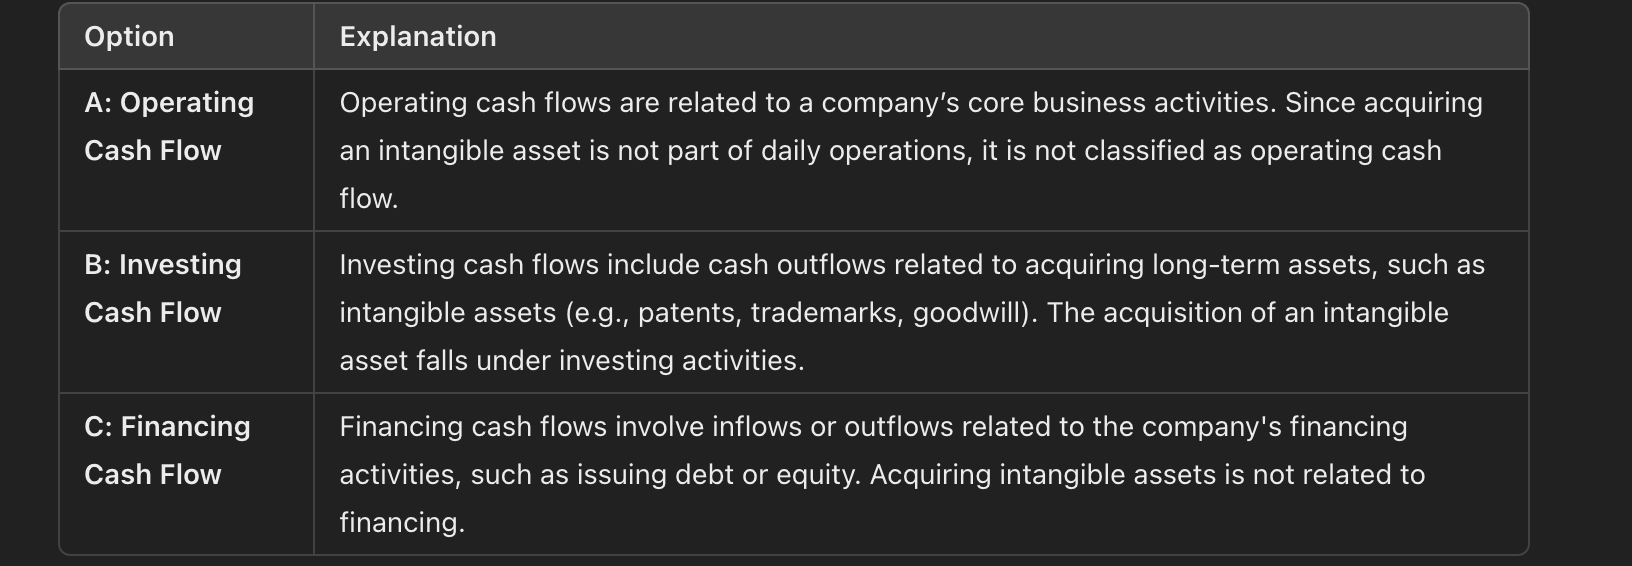 Option
Explanation
A: Operating
Cash Flow
Operating cash flows are related to a company’s core business activities. Since acquiring
an intangible asset is not part of daily operations, it is not classified as operating cash
flow.
B: Investing
Cash Flow
Investing cash flows include cash outflows related to acquiring long-term assets, such as
intangible assets (e.g., patents, trademarks, goodwill). The acquisition of an intangible
asset falls under investing activities.
C: Financing
Cash Flow
Financing cash flows involve inflows or outflows related to the company's financing
activities, such as issuing debt or equity. Acquiring intangible assets is not related to
financing.